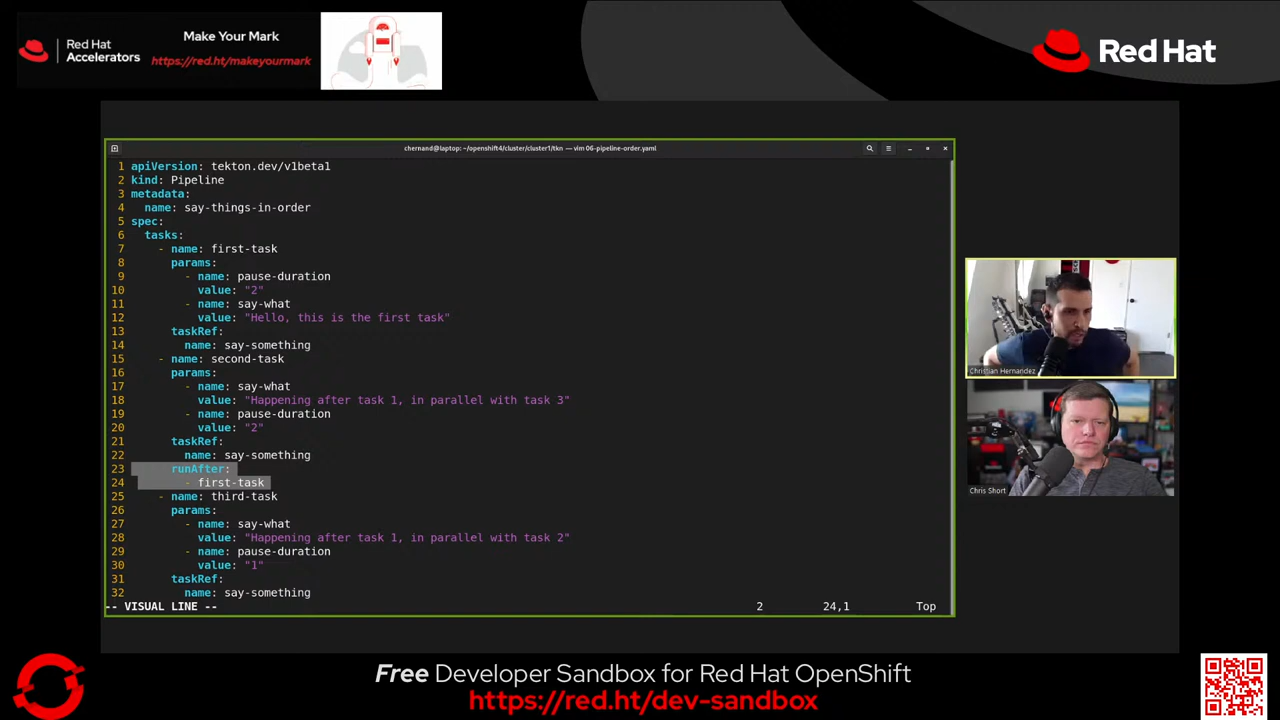 Red Hat
Accelerators
Make Your Mark
https://red.ht/makeyourmark
Red Hat
chernand@laptop: ~/openshift4/cluster/cluster1/tkn — vim 06-pipeline-order.yaml
1 apiVersion: tekton.dev/v1beta1
2 kind: Pipeline
3 metadata:
4   name: say-things-in-order
5 spec:
6   tasks:
7     - name: first-task
8       params:
9         - name: pause-duration
10           value: "2"
11         - name: say-what
12           value: "Hello, this is the first task"
13       taskRef:
14         name: say-something
15     - name: second-task
16       params:
17         - name: say-what
18           value: "Happening after task 1, in parallel with task 3"
19         - name: pause-duration
20           value: "2"
21       taskRef:
22         name: say-something
23       runAfter:
24         - first-task
25     - name: third-task
26       params:
27         - name: say-what
28           value: "Happening after task 1, in parallel with task 2"
29         - name: pause-duration
30           value: "1"
31       taskRef:
32         name: say-something
-- VISUAL LINE -- 2 24,1 Top
Christian Hernandez
Chris Short
Free Developer Sandbox for Red Hat OpenShift
https://red.ht/dev-sandbox